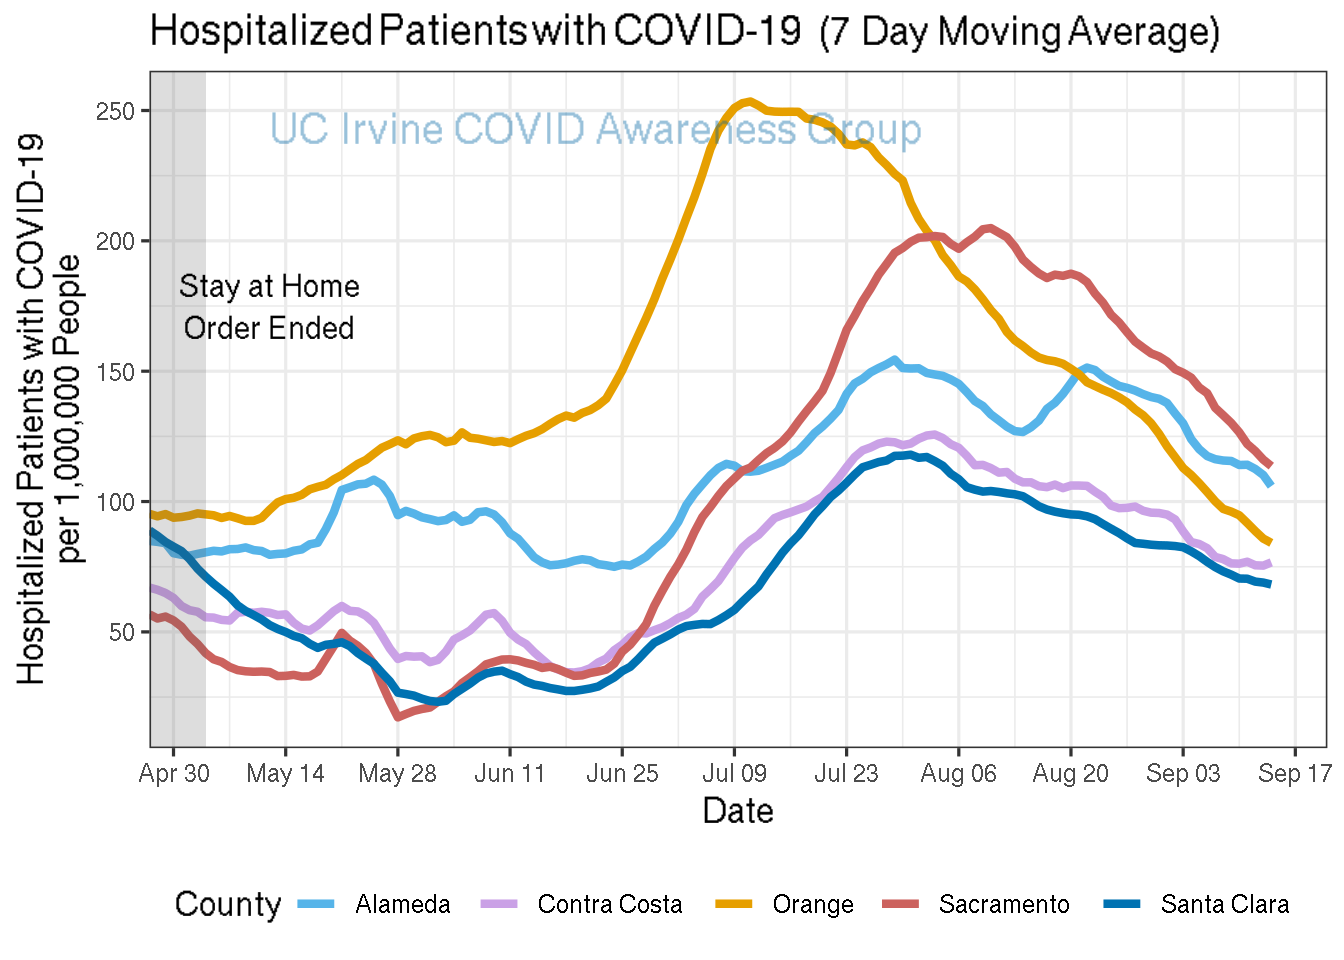 Hospitalized Patients with COVID-19 (7 Day Moving Average)
Hospitalized Patients with COVID-19
per 1,000,000 People
250
200
150
100
50
UC Irvine COVID Awareness Group
Stay at Home
Order Ended
Apr 30 May 14 May 28 Jun 11 Jun 25 Jul 09 Jul 23 Aug 06 Aug 20 Sep 03 Sep 17
Date
County Alameda Contra Costa Orange Sacramento Santa Clara